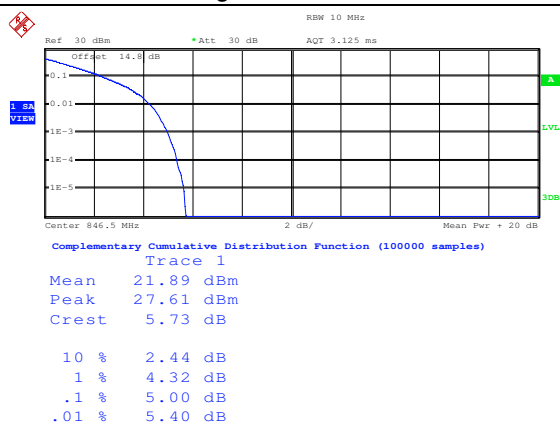 RBW 10 MHz
Ref 30 dBm *Att 30 dB AQT 3.125 ms
Offset 14.8 dB
0.1
A
0.01
1 SA
VIEW
1E-3
LVL
1E-4
1E-5
3DB
Center 846.5 MHz 2 dB/ Mean Pwr + 20 dB
Complementary Cumulative Distribution Function (100000 samples)
Trace 1
Mean 21.89 dBm
Peak 27.61 dBm
Crest 5.73 dB
10 % 2.44 dB
1 % 4.32 dB
.1 % 5.00 dB
.01 % 5.40 dB